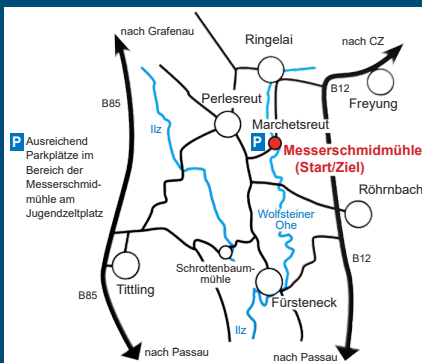 nach Grafenau
Ringelai
nach CZ
B85
B12
Freyung
Perlesreut
Ilz
Marchetsreut
P
P Ausreichend
Parkplätze im
Bereich der
Messerschmid-
mühle am
Jugendzeltplatz
Messerschmidmühle
(Start/Ziel)
Röhrnbach
Wolfsteiner
Ohe
B12
Schrottenbaum-
mühle
Tittling
B85
Fürsteneck
Ilz
nach Passau
nach Passau